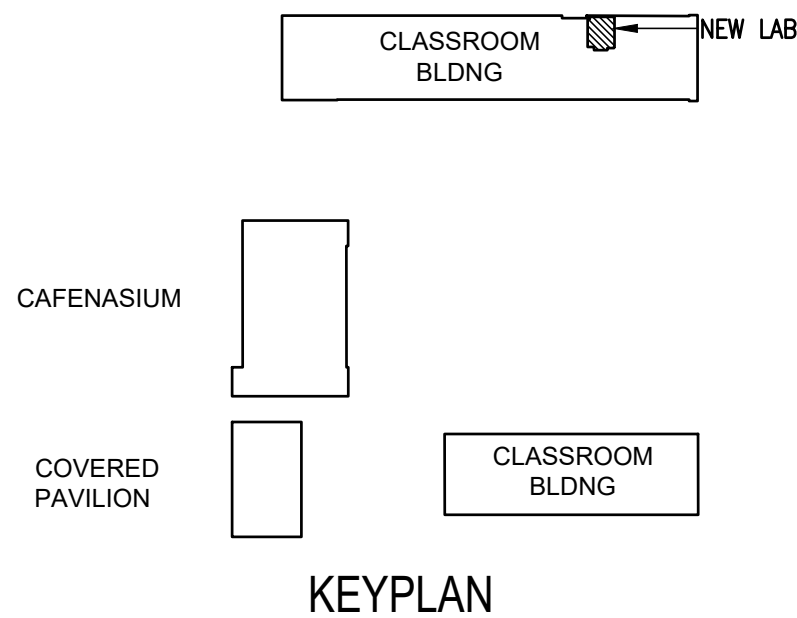 CLASSROOM
BLDNG
NEW LAB
CAFENASIUM
COVERED
PAVILION
CLASSROOM
BLDNG
KEYPLAN